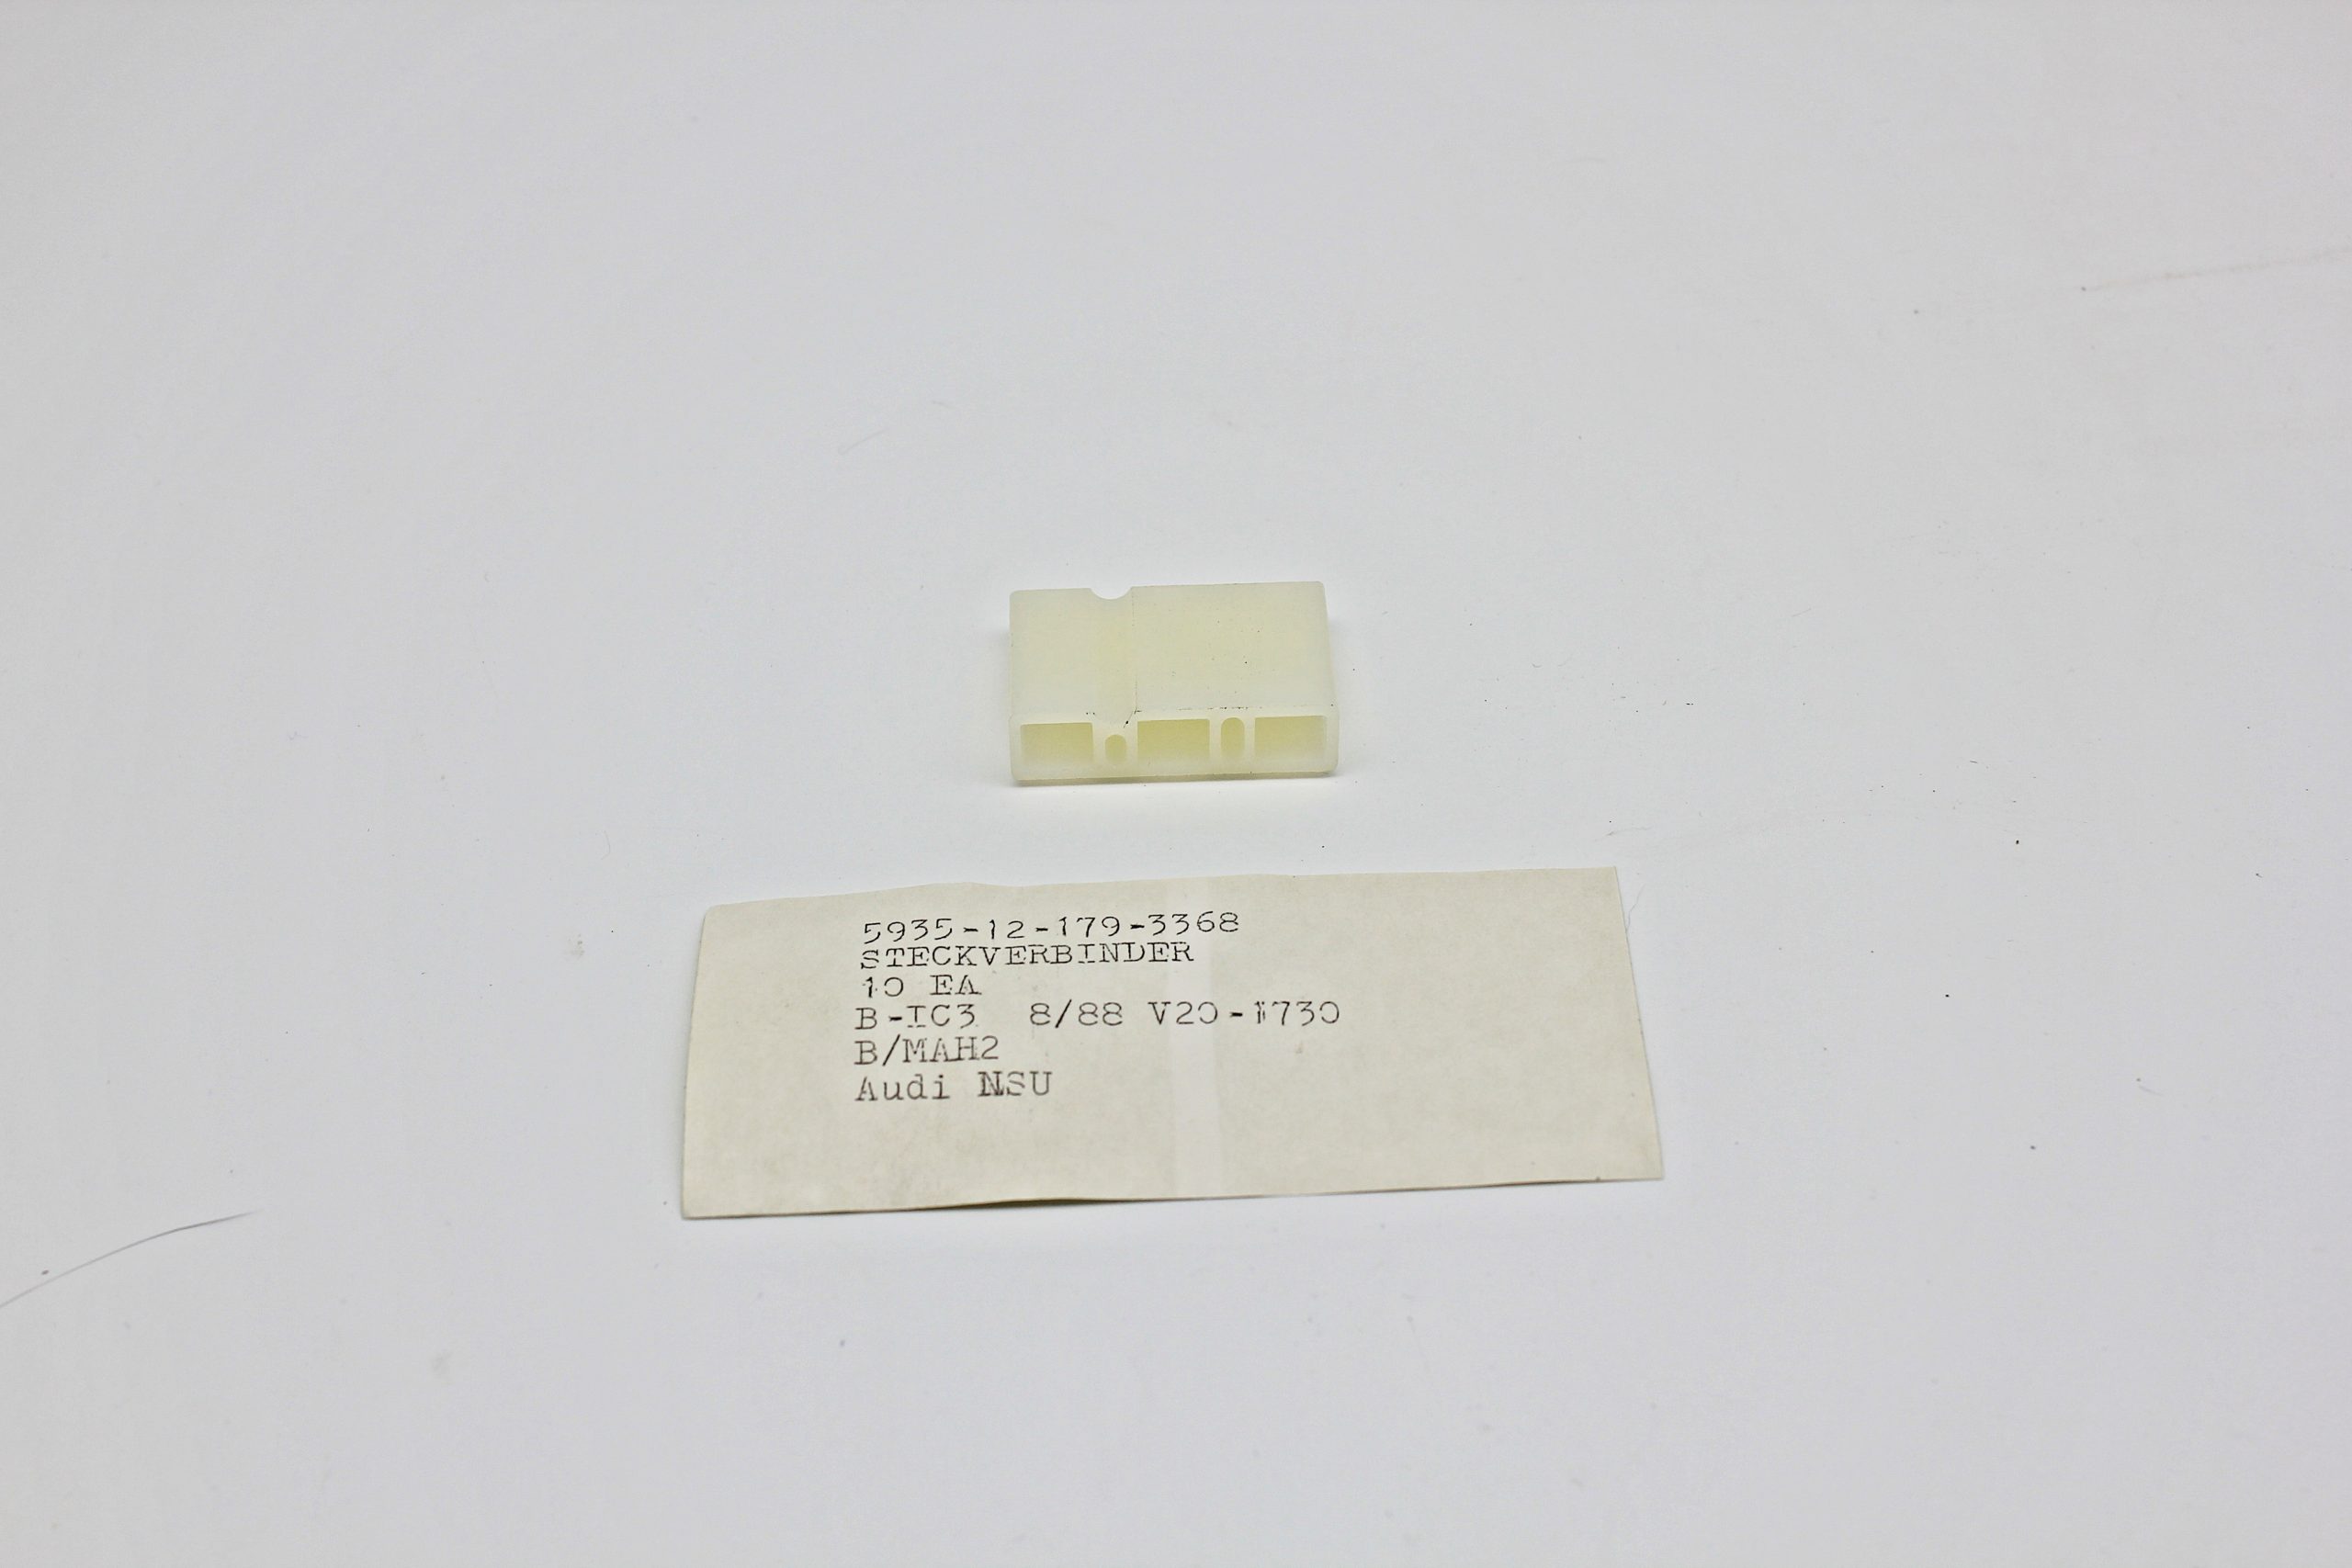 5935-12-179-3368
STECKVERBINDER
10 EA
B-IC3 8/88 V20-1730
B/MAH2
Audi NSU